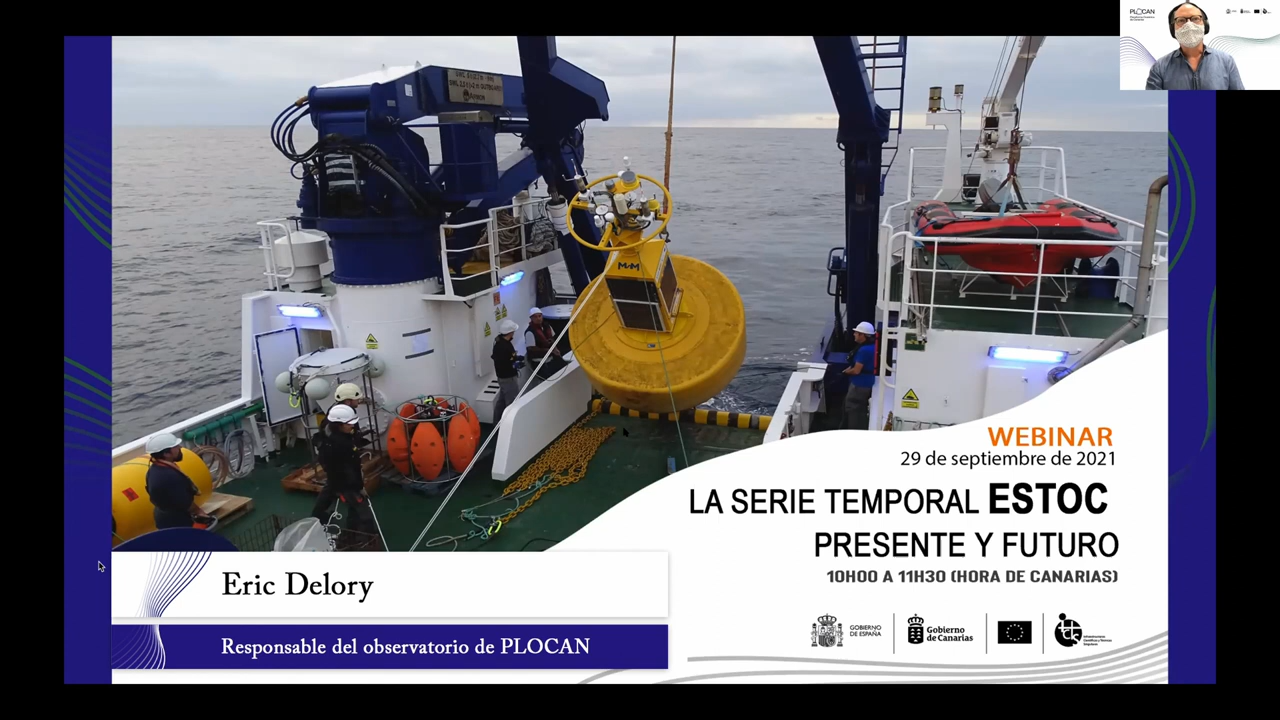 PLOCAN
MºM
WEBINAR
29 de septiembre de 2021
LA SERIE TEMPORAL ESTOC
PRESENTE Y FUTURO
10H00 A 11H30 (HORA DE CANARIAS)
Eric Delory
Responsable del observatorio de PLOCAN
GOBIERNO
DE ESPAÑA
Gobierno
de Canarias